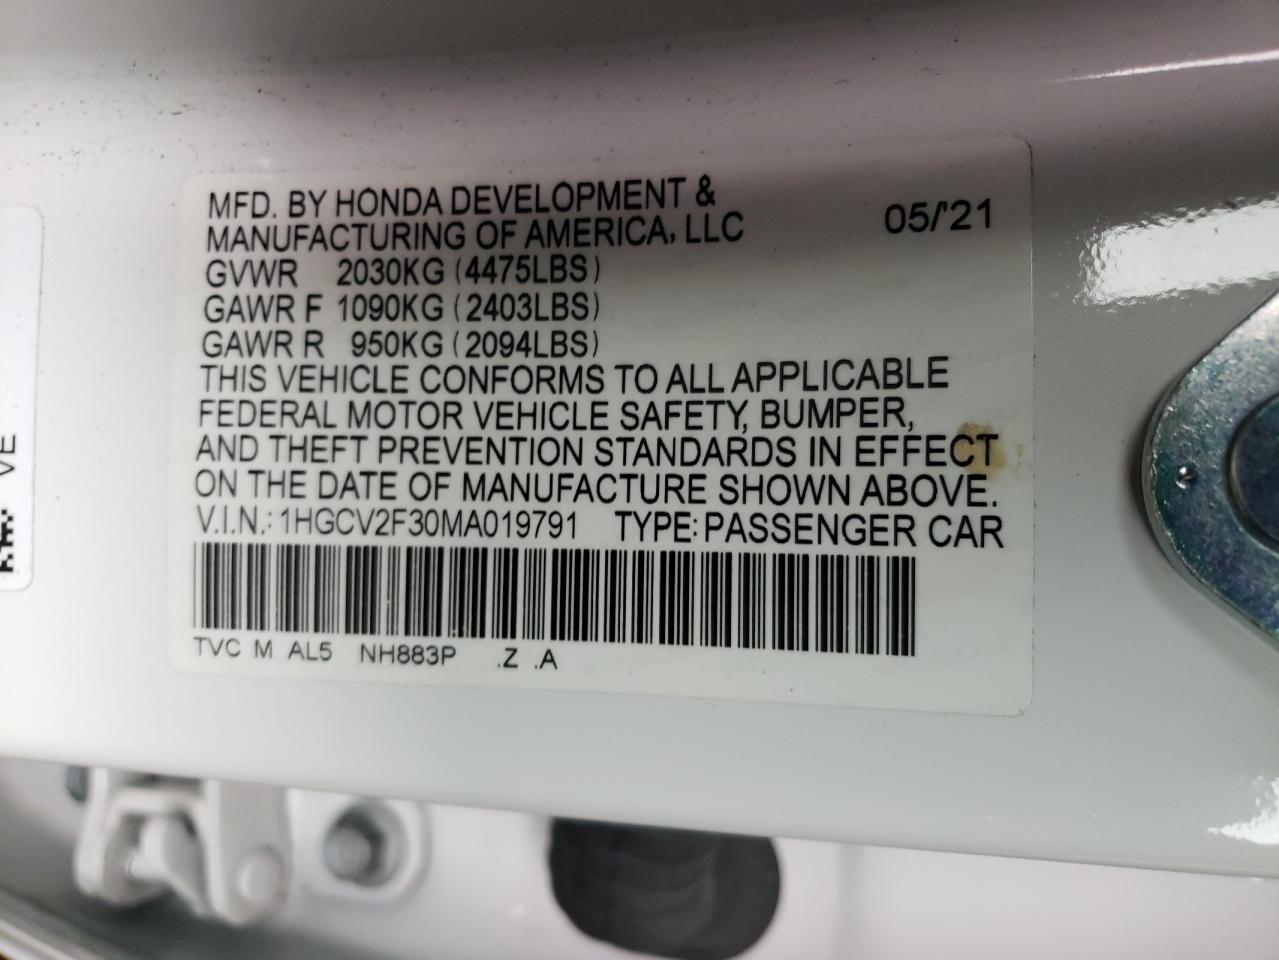 MFD. BY HONDA DEVELOPMENT &
MANUFACTURING OF AMERICA, LLC 05/'21
GVWR 2030KG (4475LBS)
GAWR F 1090KG (2403LBS)
GAWR R 950KG (2094LBS)
THIS VEHICLE CONFORMS TO ALL APPLICABLE
FEDERAL MOTOR VEHICLE SAFETY, BUMPER,
AND THEFT PREVENTION STANDARDS IN EFFECT
ON THE DATE OF MANUFACTURE SHOWN ABOVE.
V.I.N.: 1HGCV2F30MA019791 TYPE: PASSENGER CAR
TVC M AL5 NH883P .Z .A
VE